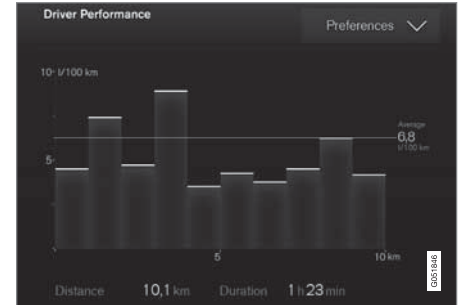 Driver Performance
Preferences
10 l/100 km
Average
6,8
l/100 km
5
5
10 km
G051846
Distance 10,1 km Duration 1 h 23 min